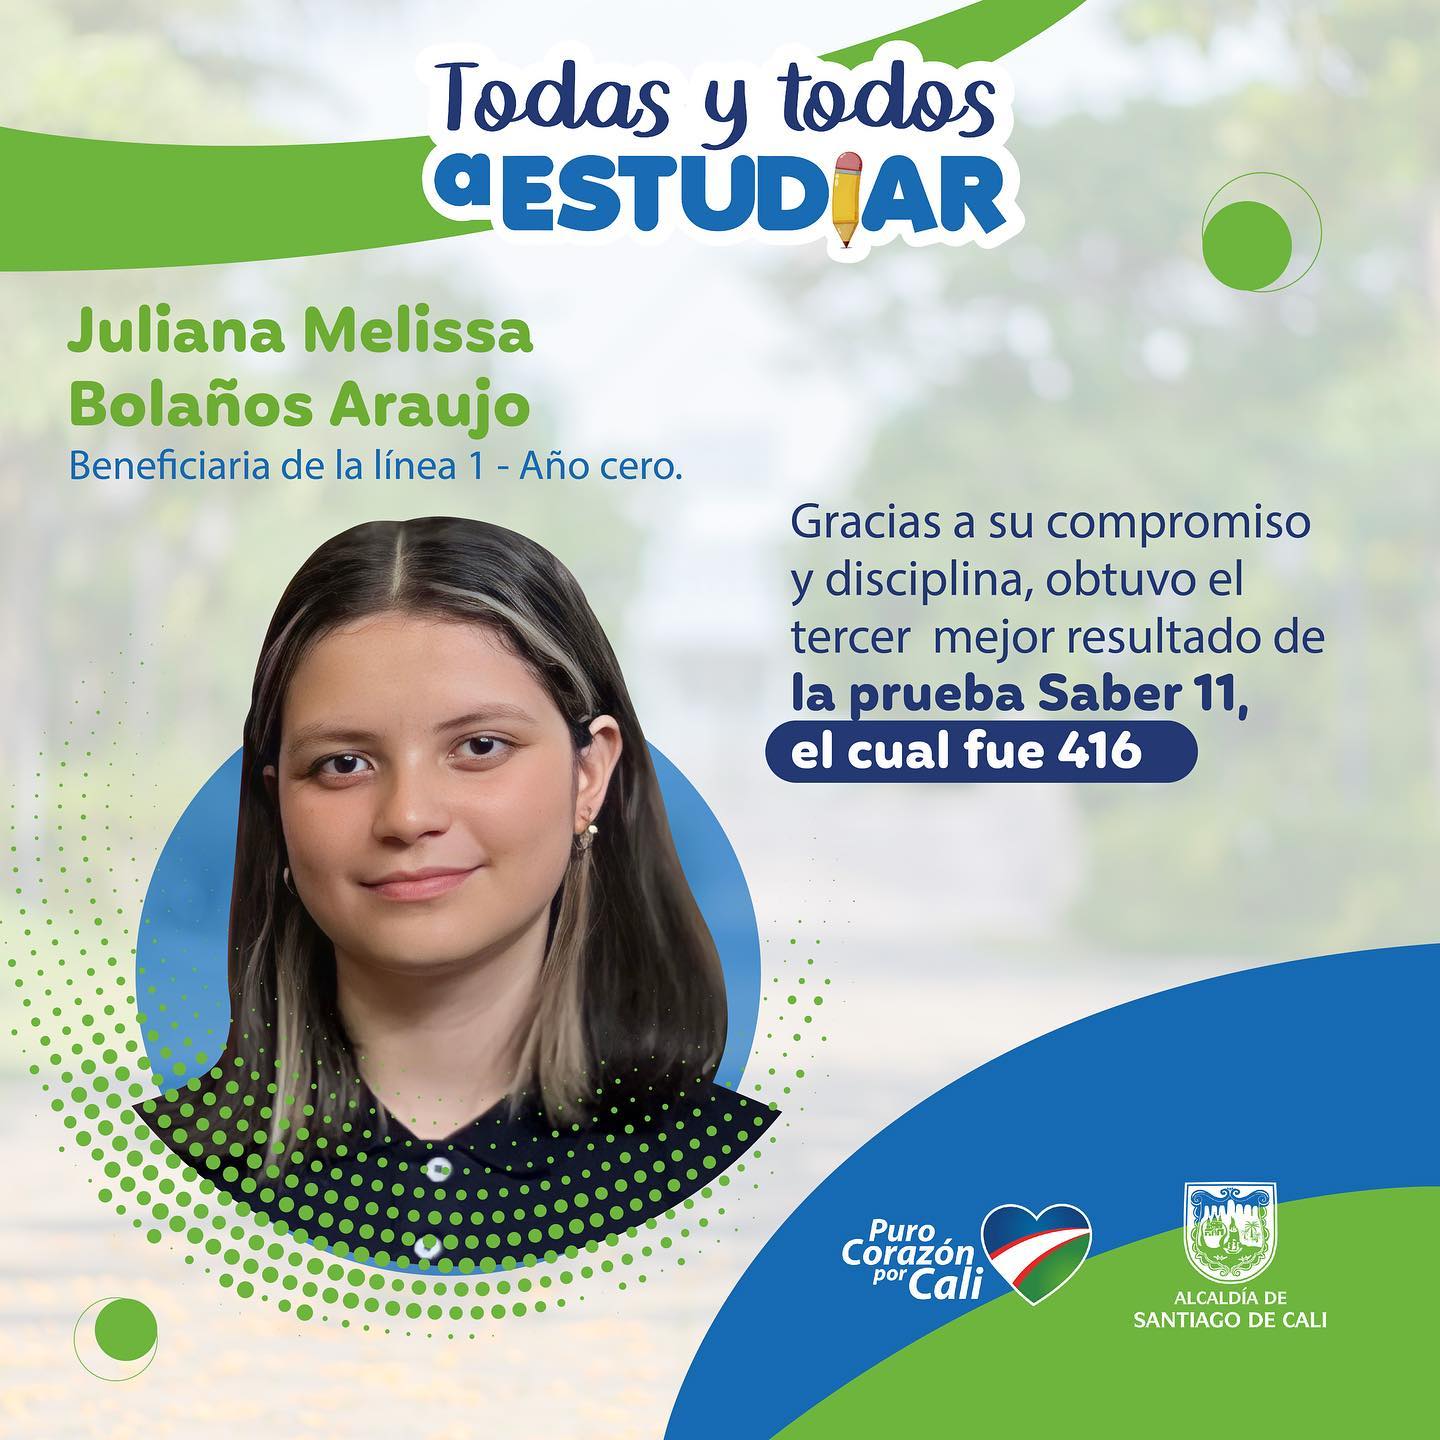 Todas y todos
a ESTUDIAR
Juliana Melissa
Bolaños Araujo
Beneficiaria de la línea 1 - Año cero.
Gracias a su compromiso
y disciplina, obtuvo el
tercer  mejor resultado de
la prueba Saber 11,
el cual fue 416
Puro
Corazón
por Cali
ALCALDÍA DE
SANTIAGO DE CALI